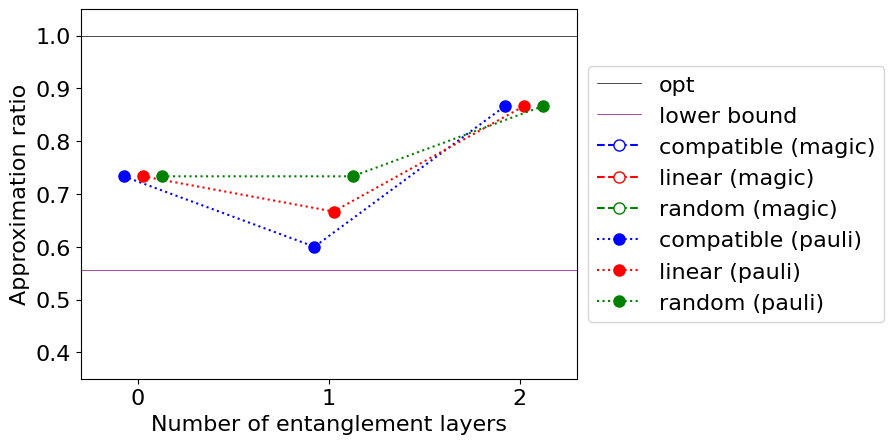 Approximation ratio
1.0
0.9
0.8
0.7
0.6
0.5
0.4
0
1
2
Number of entanglement layers
opt
lower bound
compatible (magic)
linear (magic)
random (magic)
compatible (pauli)
linear (pauli)
random (pauli)